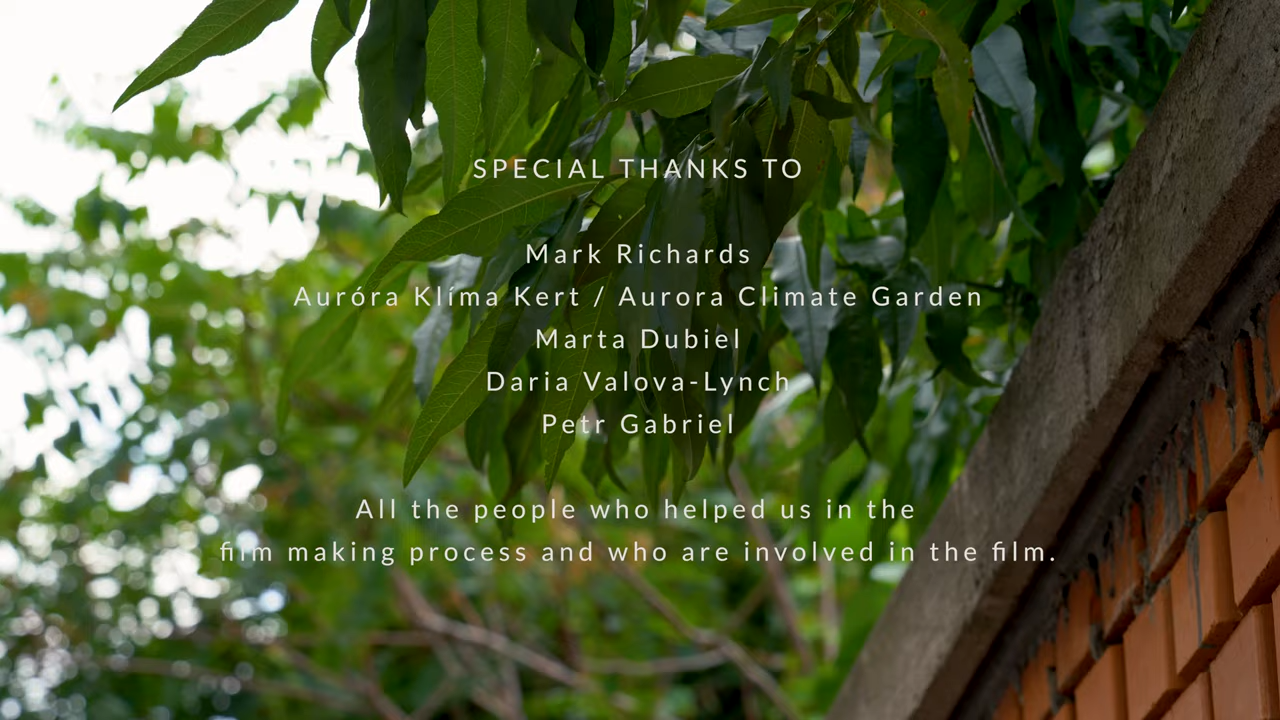 SPECIAL THANKS TO
Mark Richards
Auróra Klíma Kert / Aurora Climate Garden
Marta Dubiel
Daria Valova-Lynch
Petr Gabriel
All the people who helped us in the
film making process and who are involved in the film.